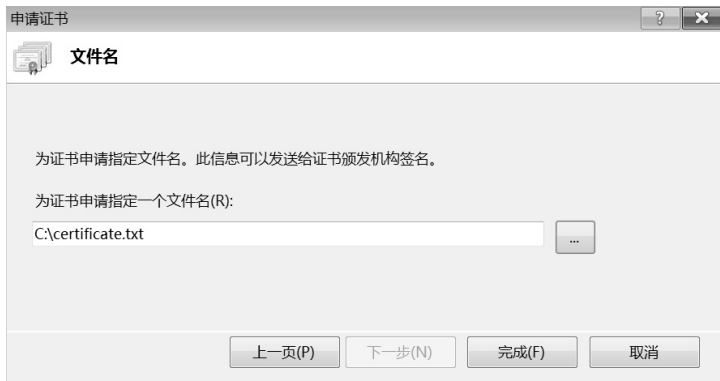 申请证书
文件名
为证书申请指定文件名。此信息可以发送给证书颁发机构签名。
为证书申请指定一个文件名(R):
C:\certificate.txt
...
上一页(P) 下一步(N) 完成(F) 取消